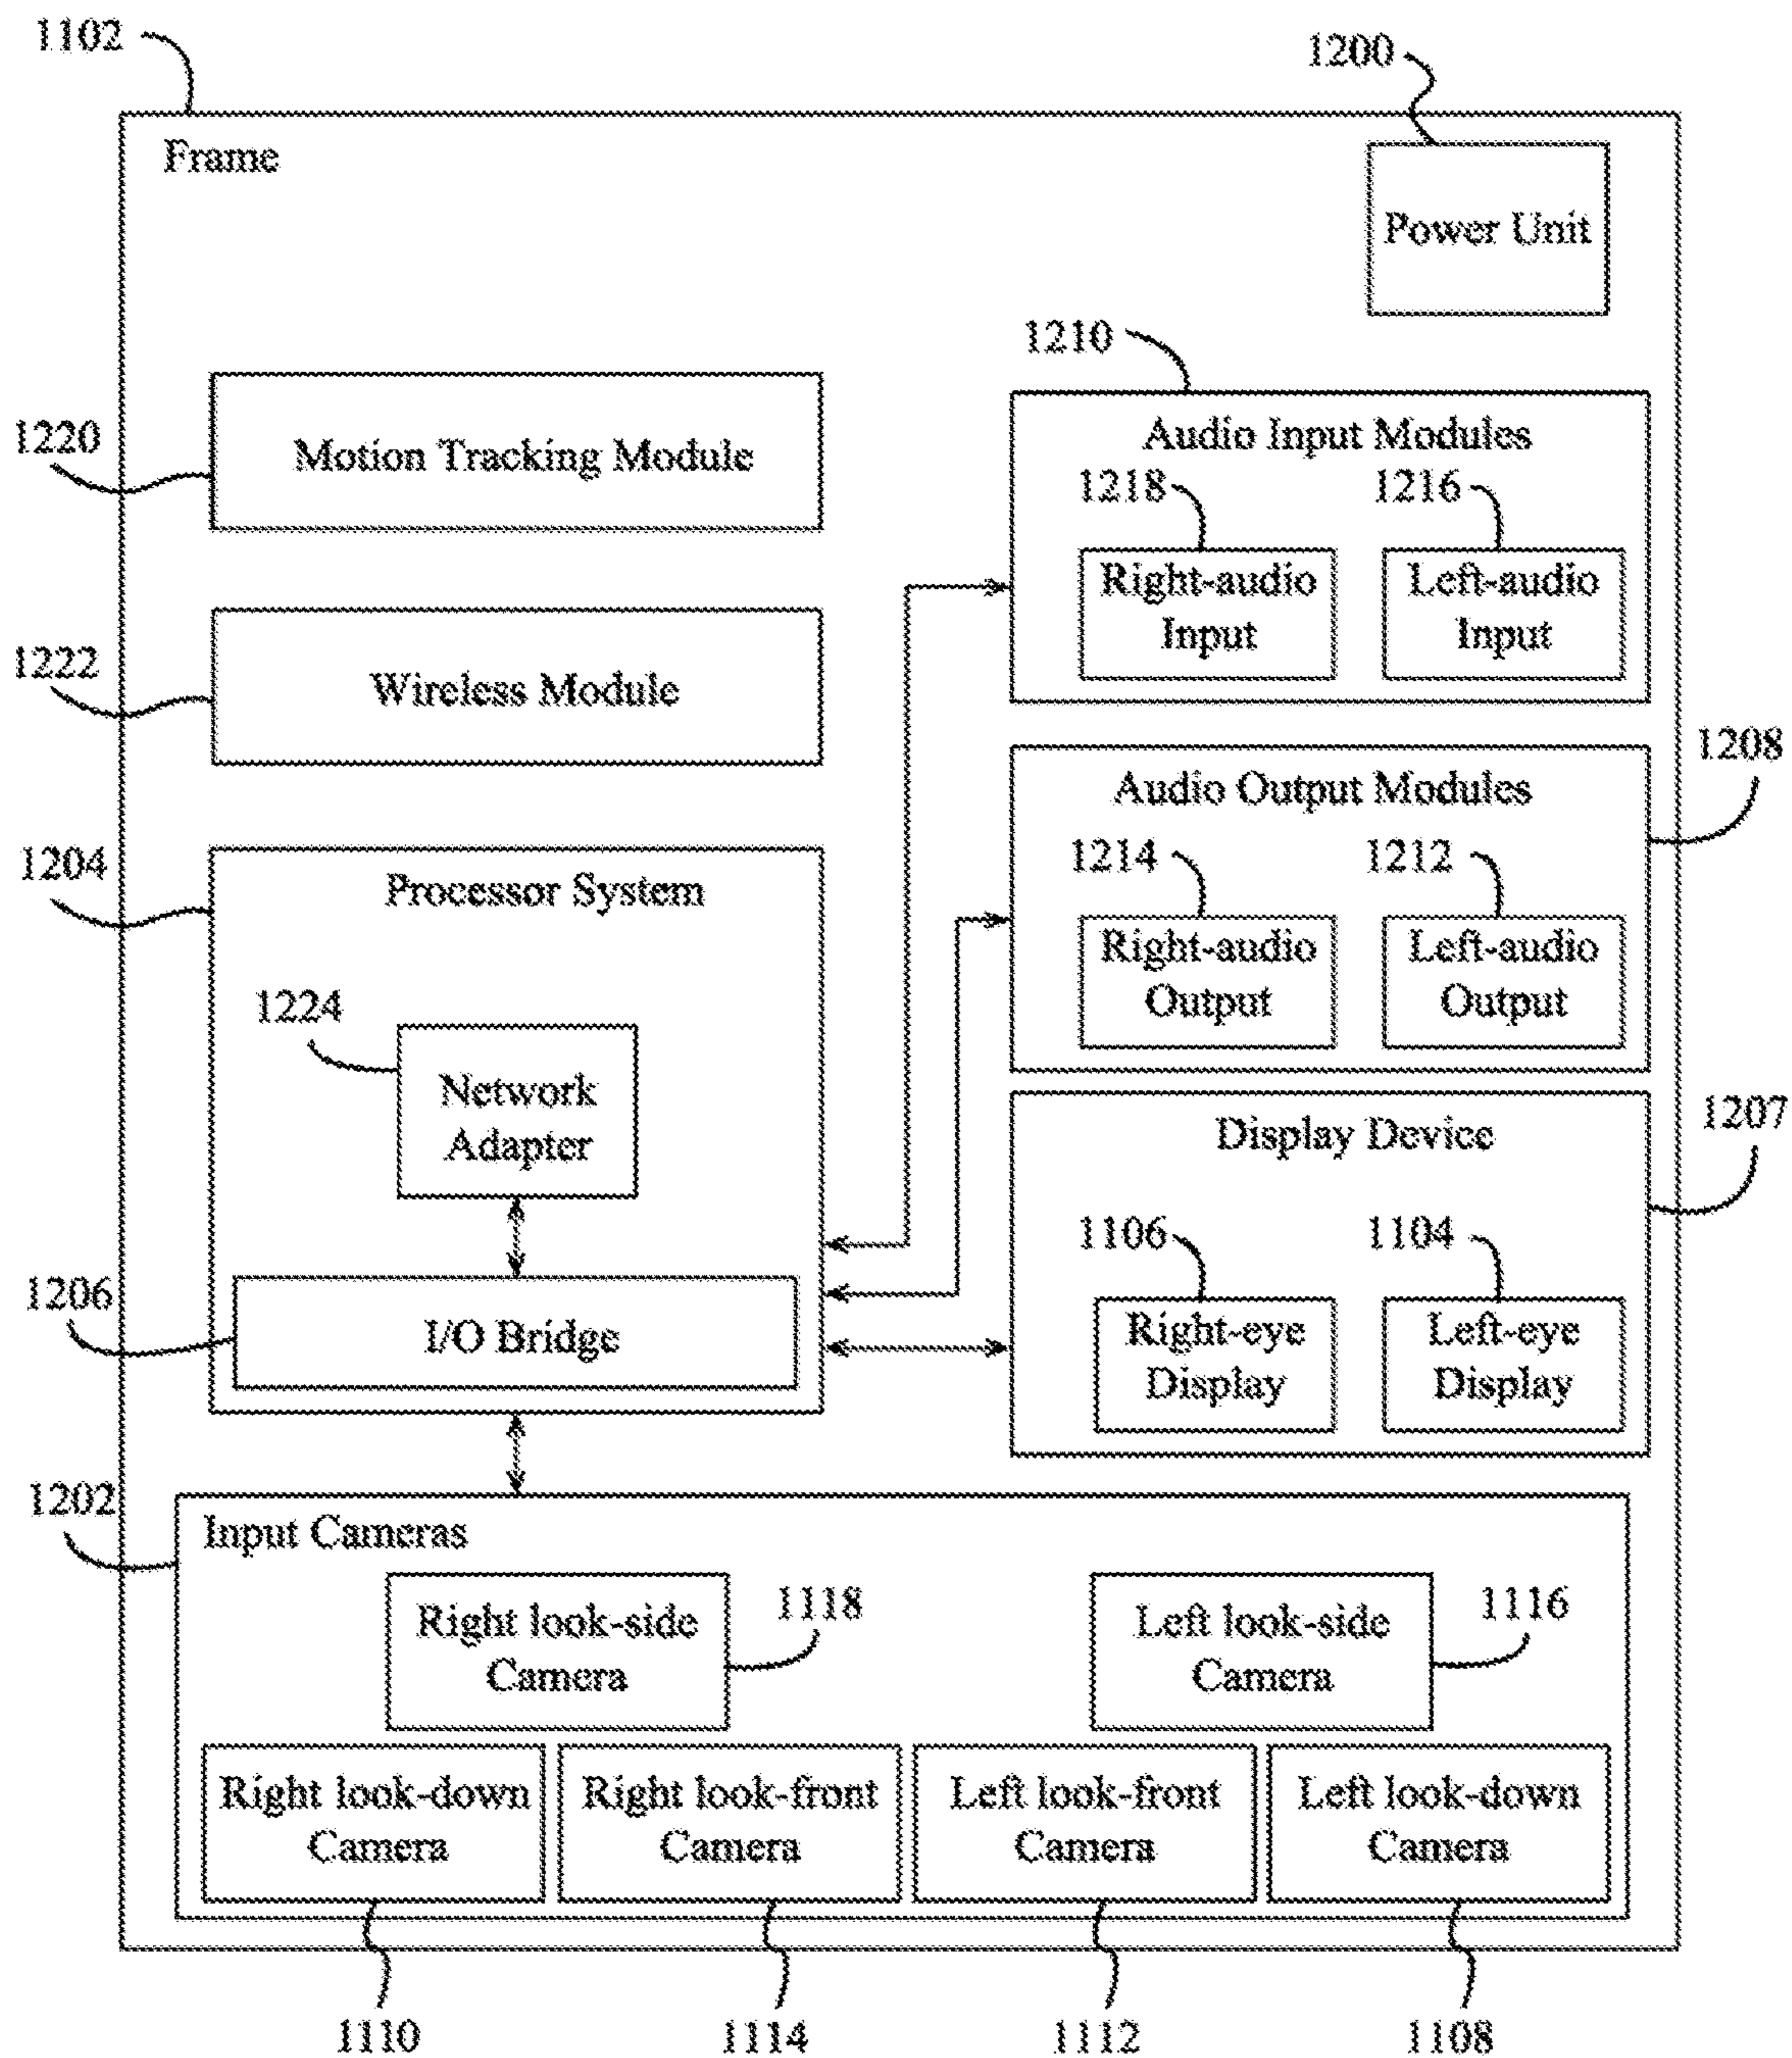 1102
1200
Frame
Power Unit
1210
1220
Motion Tracking Module
Audio Input Modules
1218
1216
Right-audio
Input
Left-audio
Input
1222
Wireless Module
1208
Audio Output Modules
1214
1212
Right-audio
Output
Left-audio
Output
1204
Processor System
1224
Network
Adapter
1206
I/O Bridge
1207
Display Device
1106
1104
Right-eye
Display
Left-eye
Display
1202
Input Cameras
Right look-side
Camera
1118
Left look-side
Camera
1116
Right look-down
Camera
Right look-front
Camera
Left look-front
Camera
Left look-down
Camera
1110
1114
1112
1108